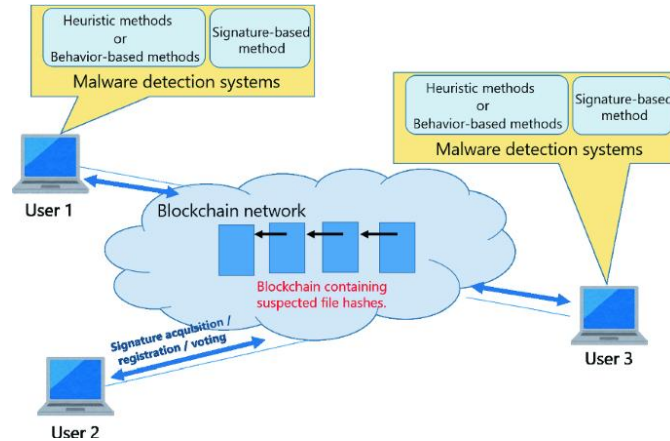 Heuristic methods
or
Behavior-based methods
Signature-based
method
Malware detection systems
Heuristic methods
or
Behavior-based methods
Signature-based
method
Malware detection systems
User 1
Blockchain network
Blockchain containing
suspected file hashes.
Signature acquisition /
registration / voting
User 3
User 2